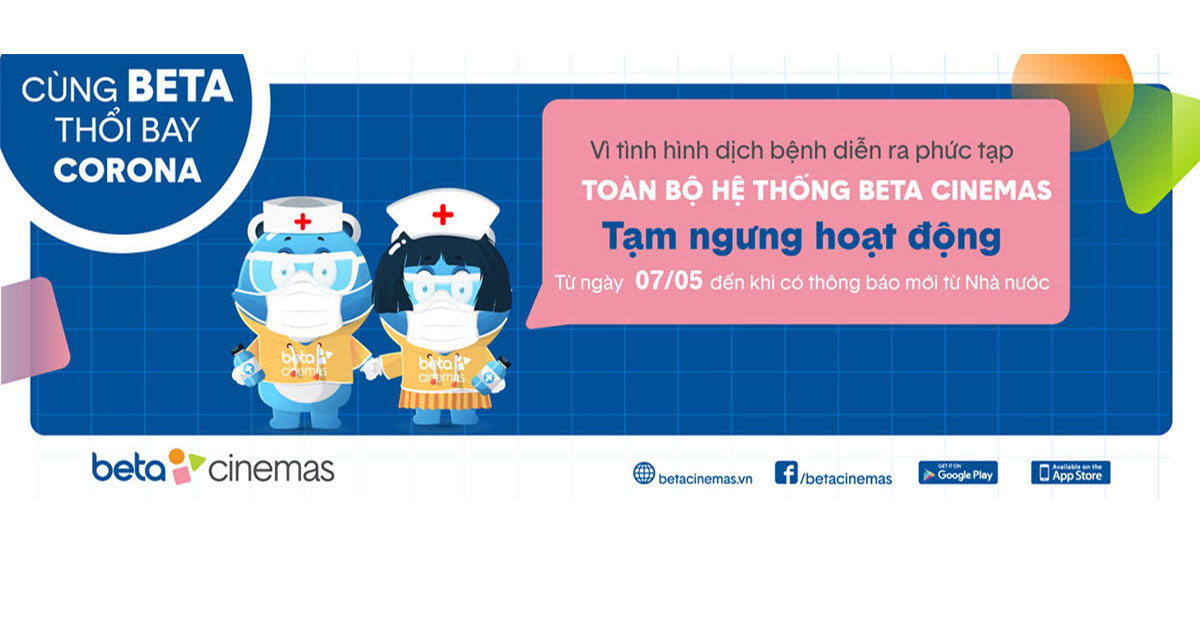 CÙNG BETA
THỔI BAY
CORONA
Vì tình hình dịch bệnh diễn ra phức tạp
TOÀN BỘ HỆ THỐNG BETA CINEMAS
Tạm ngưng hoạt động
Từ ngày 07/05 đến khi có thông báo mới từ Nhà nước
beta
cinemas
beta
cinemas
beta cinemas
betacinemas.vn
/betacinemas
GET IT ON
Google Play
Available on the
App Store